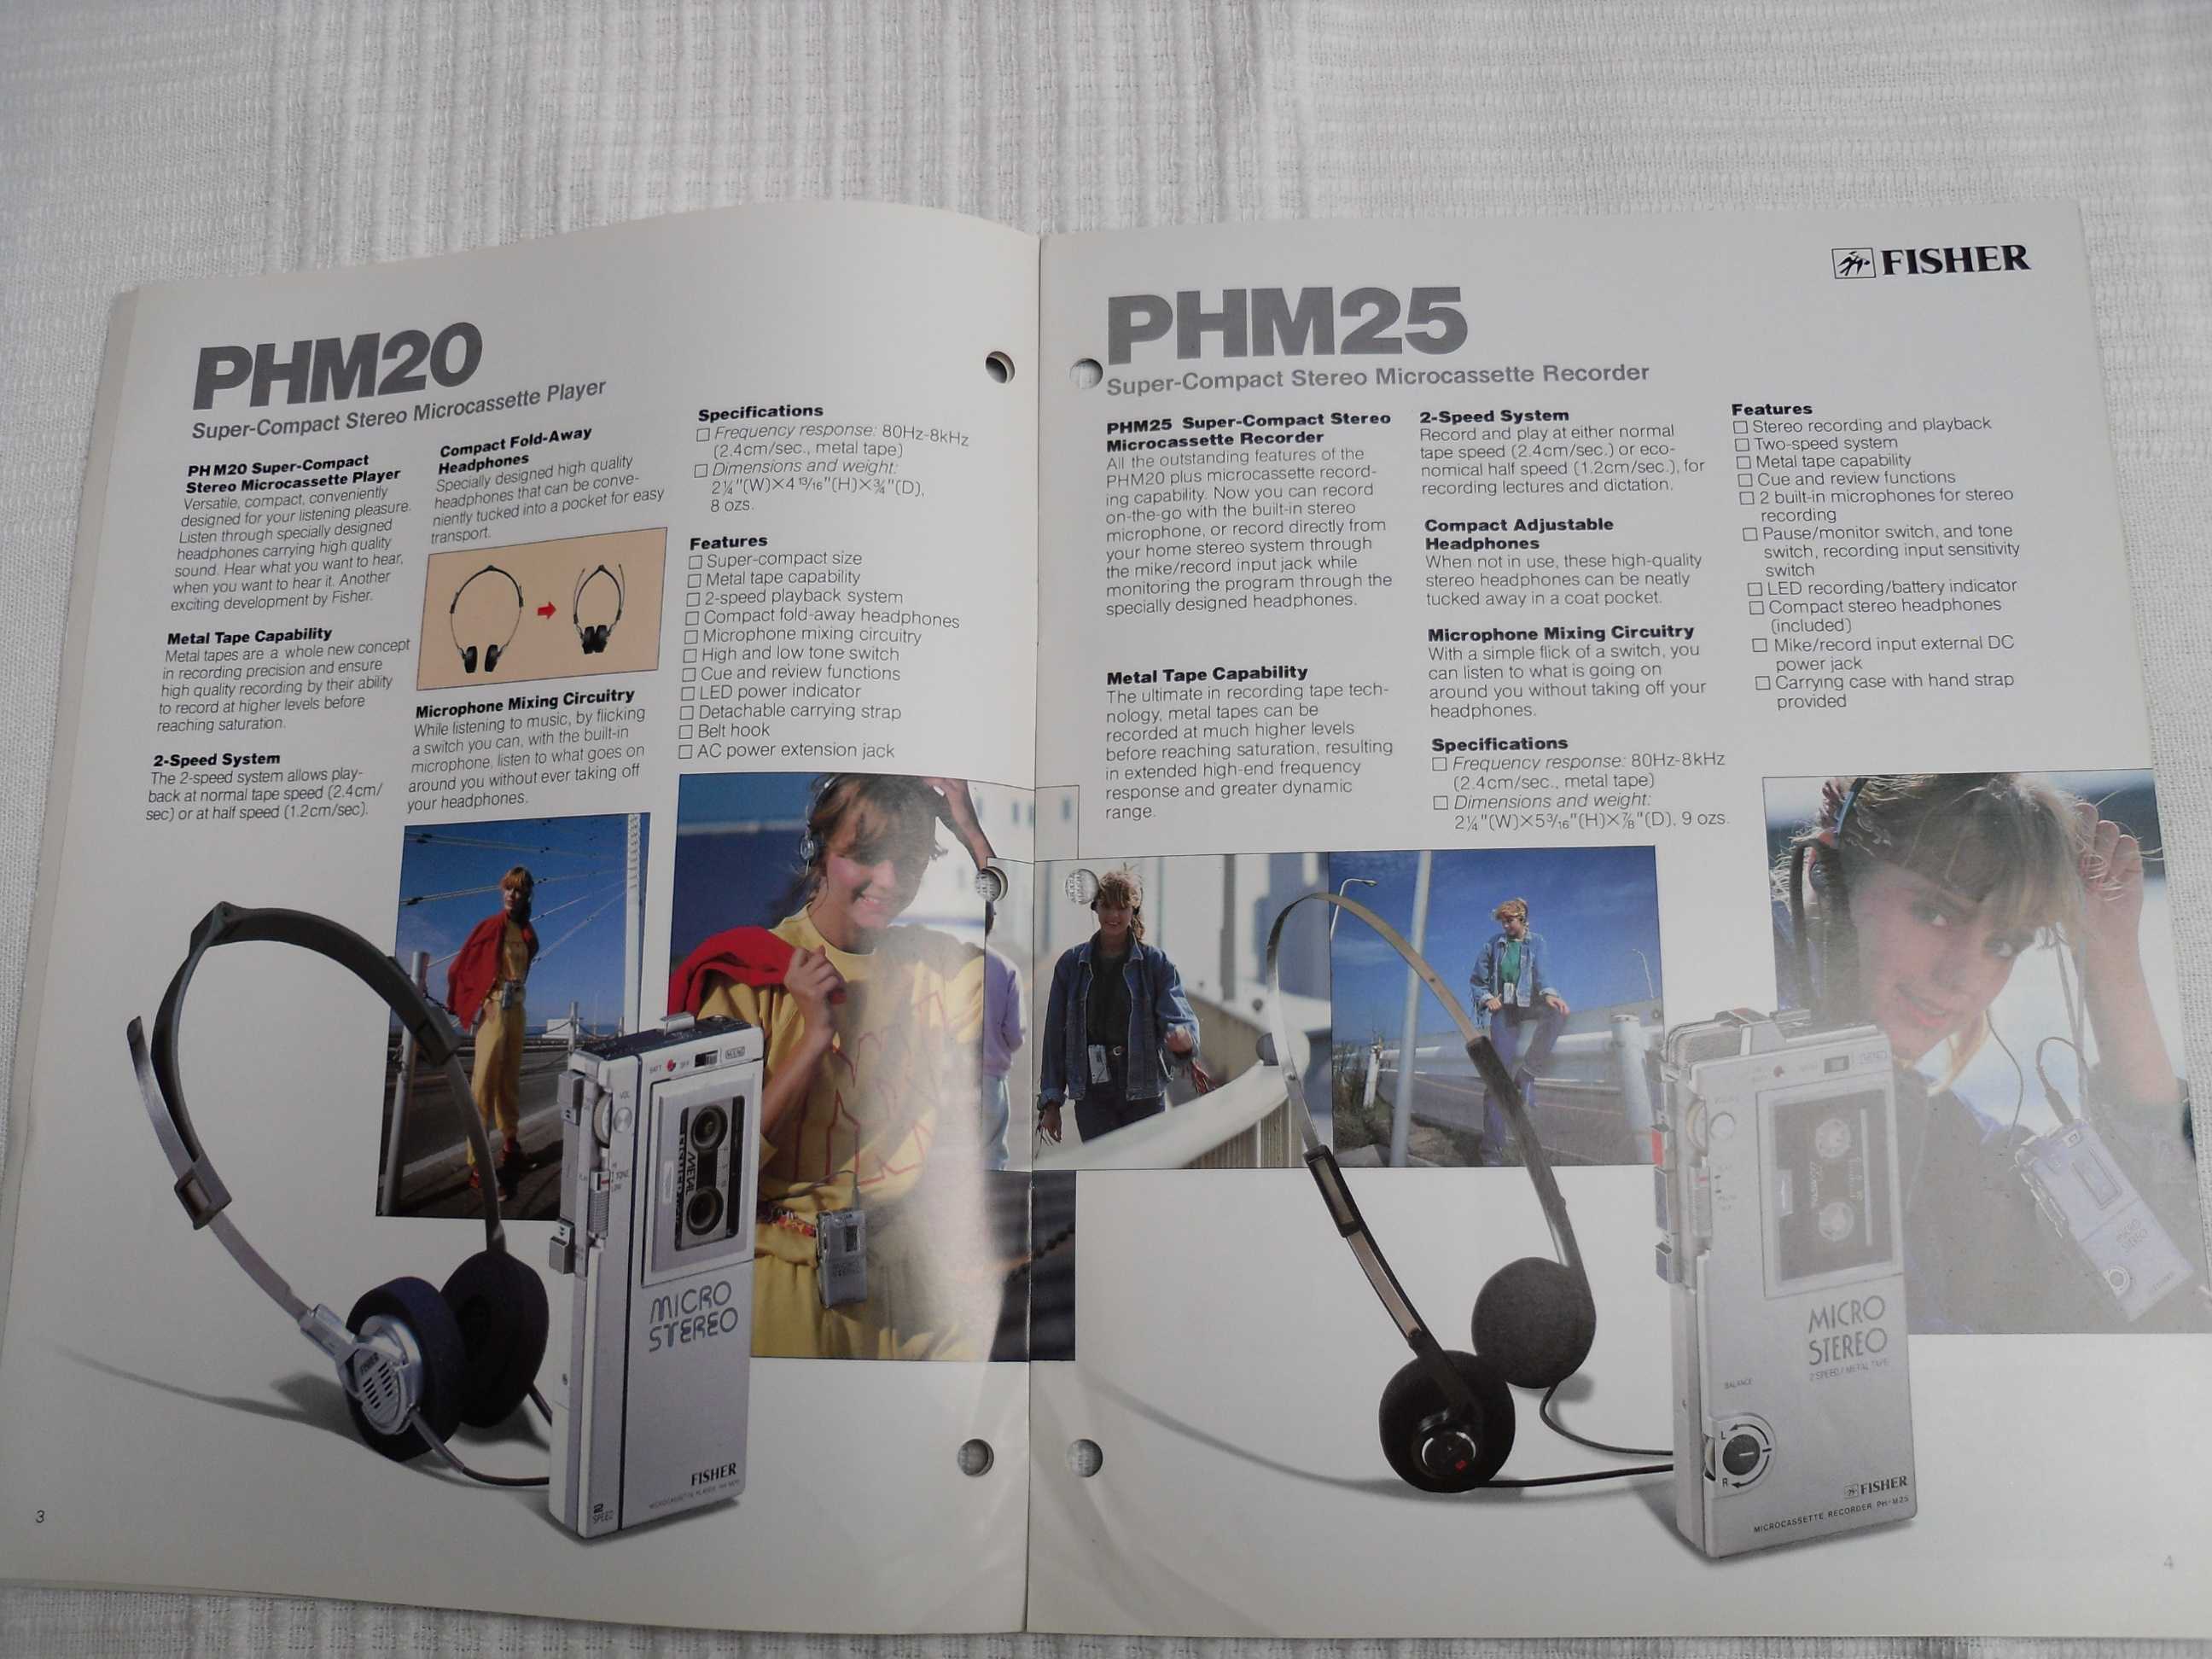 PHM20
Super-Compact Stereo Microcassette Player
PHM20 Super-Compact
Stereo Microcassette Player
Versatile, compact, conveniently
designed for your listening pleasure.
Listen through specially designed
headphones carrying high quality
sound. Hear what you want to hear,
when you want to hear it. Another
exciting development by Fisher.
Metal Tape Capability
Metal tapes are a whole new concept
in recording precision and ensure
high quality recording by their ability
to record at higher levels before
reaching saturation.
2-Speed System
The 2-speed system allows play-
back at normal tape speed (2.4cm/
sec) or at half speed (1.2cm/sec).
Compact Fold-Away
Headphones
Specially designed high quality
headphones that can be conve-
niently tucked into a pocket for easy
transport.
Microphone Mixing Circuitry
While listening to music, by flicking
a switch you can, with the built-in
microphone, listen to what goes on
around you without ever taking off
your headphones.
Specifications
□ Frequency response: 80Hz-8kHz
(2.4cm/sec., metal tape)
□ Dimensions and weight:
2¼"(W)×4 13/16"(H)×¾"(D),
8 ozs.
Features
□ Super-compact size
□ Metal tape capability
□ 2-speed playback system
□ Compact fold-away headphones
□ Microphone mixing circuitry
□ High and low tone switch
□ Cue and review functions
□ LED power indicator
□ Detachable carrying strap
□ Belt hook
□ AC power extension jack
VOL
TONE
METAL
MICRO
STEREO
FISHER
2
SPEED
3
FISHER
PHM25
Super-Compact Stereo Microcassette Recorder
PHM25 Super-Compact Stereo
Microcassette Recorder
All the outstanding features of the
PHM20 plus microcassette record-
ing capability. Now you can record
on-the-go with the built-in stereo
microphone, or record directly from
your home stereo system through
the mike/record input jack while
monitoring the program through the
specially designed headphones.
Metal Tape Capability
The ultimate in recording tape tech-
nology, metal tapes can be
recorded at much higher levels
before reaching saturation, resulting
in extended high-end frequency
response and greater dynamic
range.
2-Speed System
Record and play at either normal
tape speed (2.4cm/sec.) or eco-
nomical half speed (1.2cm/sec.), for
recording lectures and dictation.
Compact Adjustable
Headphones
When not in use, these high-quality
stereo headphones can be neatly
tucked away in a coat pocket.
Microphone Mixing Circuitry
With a simple flick of a switch, you
can listen to what is going on
around you without taking off your
headphones.
Specifications
□ Frequency response: 80Hz-8kHz
(2.4cm/sec., metal tape)
□ Dimensions and weight:
2¼"(W)×5 3/16"(H)×⅞"(D), 9 ozs.
Features
□ Stereo recording and playback
□ Two-speed system
□ Metal tape capability
□ Cue and review functions
□ 2 built-in microphones for stereo
recording
□ Pause/monitor switch, and tone
switch, recording input sensitivity
switch
□ LED recording/battery indicator
□ Compact stereo headphones
(included)
□ Mike/record input external DC
power jack
□ Carrying case with hand strap
provided
MICRO
STEREO
2 SPEED / METAL TAPE
BALANCE
L
R
FISHER
MICROCASSETTE RECORDER PH-M25
4